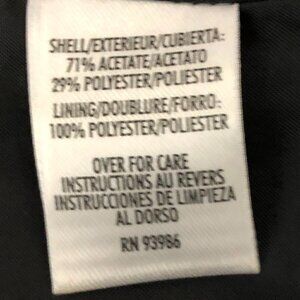 SHELL/EXTERIEUR/CUBIERTA:
71% ACETATE/ACETATO
29% POLYESTER/POLIESTER
LINING/DOUBLURE/FORRO:
100% POLYESTER/POLIESTER
OVER FOR CARE
INSTRUCTIONS AU REVERS
INSTRUCCIONES DE LIMPIEZA
AL DORSO
RN 93986